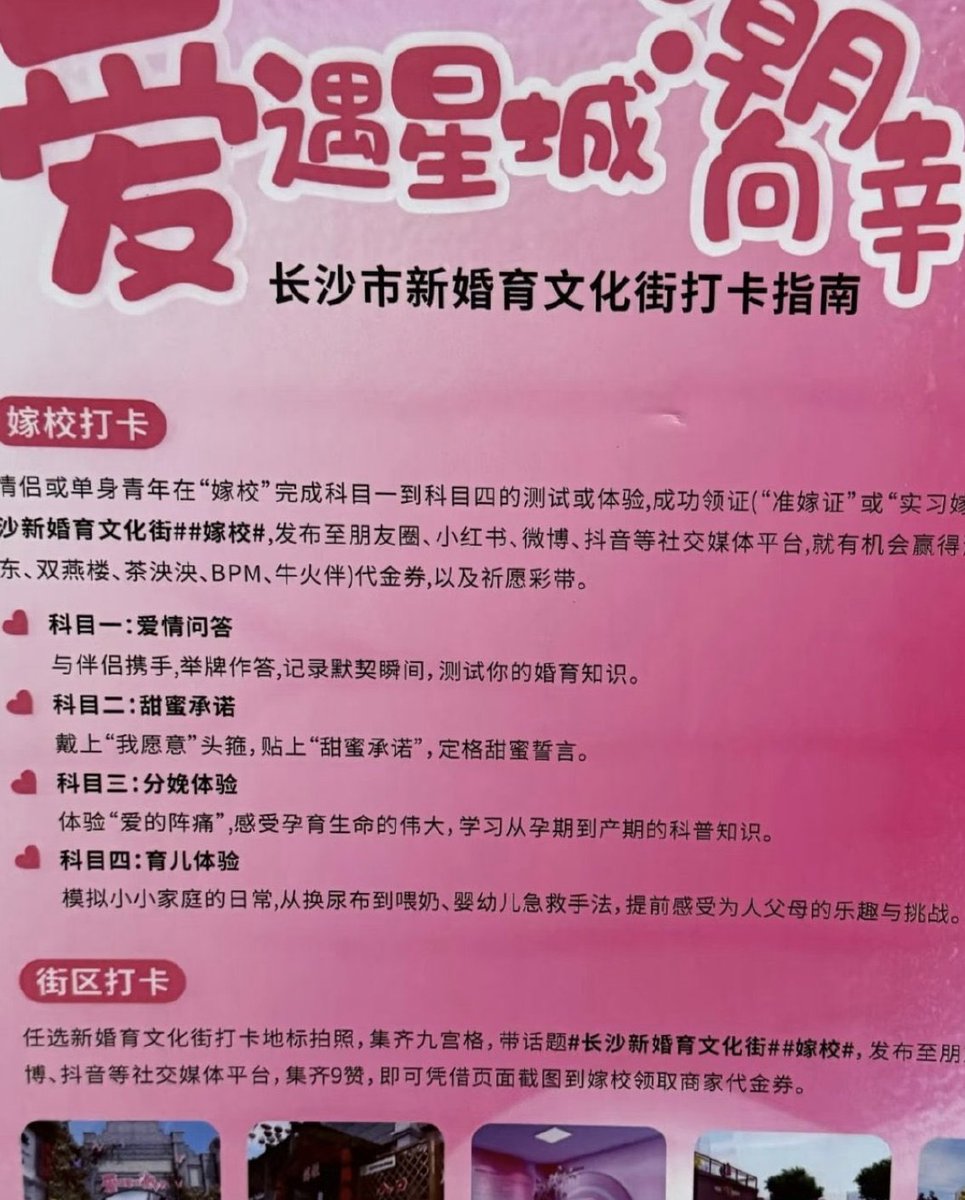 爱遇星城
潮向幸
长沙市新婚育文化街打卡指南
嫁校打卡
情侣或单身青年在“嫁校”完成科目一到科目四的测试或体验,成功领证(“准嫁证”或“实习嫁
沙新婚育文化街##嫁校#,发布至朋友圈、小红书、微博、抖音等社交媒体平台,就有机会赢得
东、双燕楼、茶泱泱、BPM、牛火伴)代金券,以及祈愿彩带。
科目一:爱情问答
与伴侣携手,举牌作答,记录默契瞬间,测试你的婚育知识。
科目二:甜蜜承诺
戴上“我愿意”头箍,贴上“甜蜜承诺”,定格甜蜜誓言。
科目三:分娩体验
体验“爱的阵痛”,感受孕育生命的伟大,学习从孕期到产期的科普知识。
科目四:育儿体验
模拟小小家庭的日常,从换尿布到喂奶、婴幼儿急救手法,提前感受为人父母的乐趣与挑战。
街区打卡
任选新婚育文化街打卡地标拍照,集齐九宫格,带话题#长沙新婚育文化街##嫁校#,发布至朋
博、抖音等社交媒体平台,集齐9赞,即可凭借页面截图到嫁校领取商家代金券。